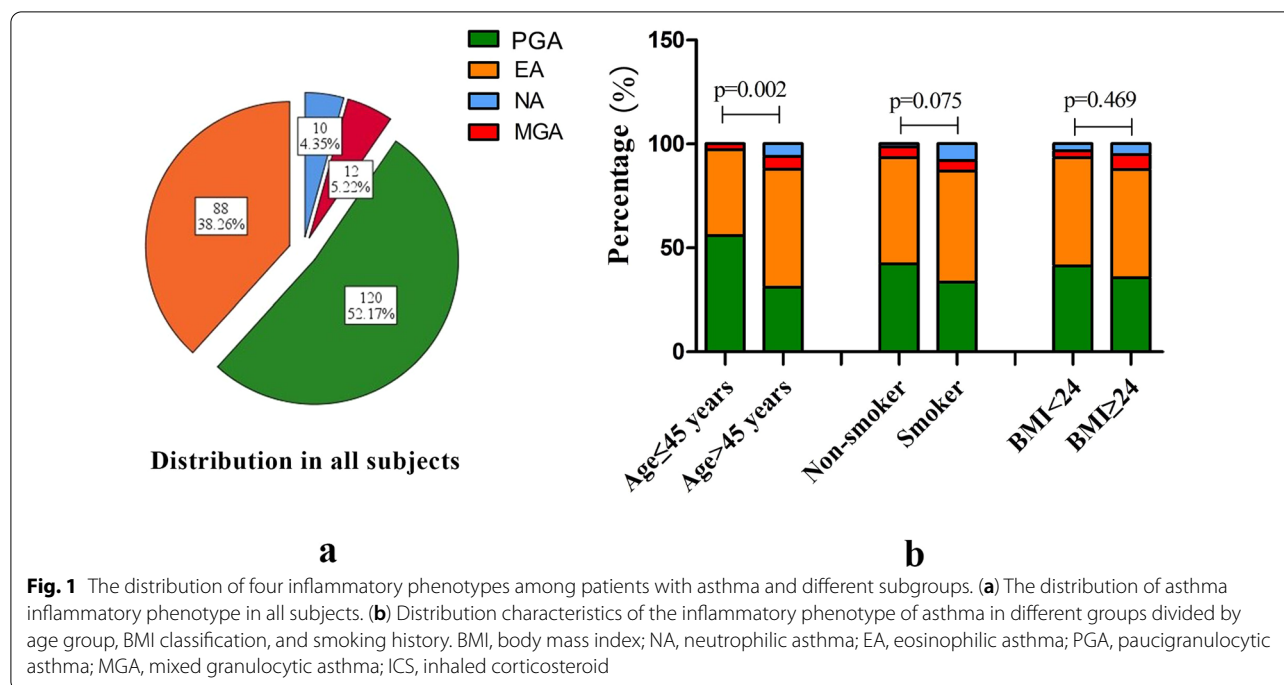 PGA
EA
NA
MGA
10
4.35%
12
5.22%
88
38.26%
120
52.17%
Distribution in all subjects
a
Percentage (%)
150
100
50
0
p=0.002
p=0.075
p=0.469
Age≤45 years
Age>45 years
Non-smoker
Smoker
BMI<24
BMI≥24
b
Fig. 1 The distribution of four inflammatory phenotypes among patients with asthma and different subgroups. (a) The distribution of asthma
inflammatory phenotype in all subjects. (b) Distribution characteristics of the inflammatory phenotype of asthma in different groups divided by
age group, BMI classification, and smoking history. BMI, body mass index; NA, neutrophilic asthma; EA, eosinophilic asthma; PGA, paucigranulocytic
asthma; MGA, mixed granulocytic asthma; ICS, inhaled corticosteroid